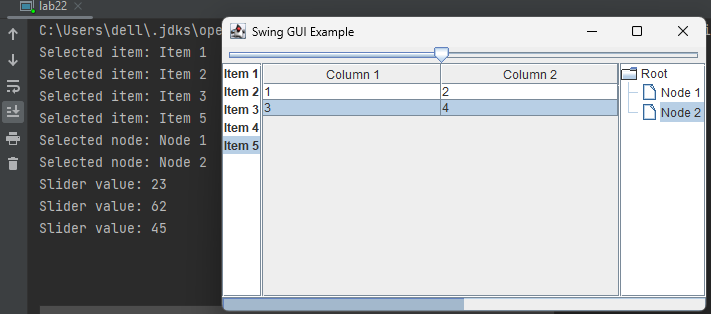 lab22
C:\Users\dell\.jdks\ope
Selected item: Item 1
Selected item: Item 2
Selected item: Item 3
Selected item: Item 5
Selected node: Node 1
Selected node: Node 2
Slider value: 23
Slider value: 62
Slider value: 45
Swing GUI Example
Item 1
Item 2
Item 3
Item 4
Item 5
Column 1 Column 2
1 2
3 4
Root
Node 1
Node 2